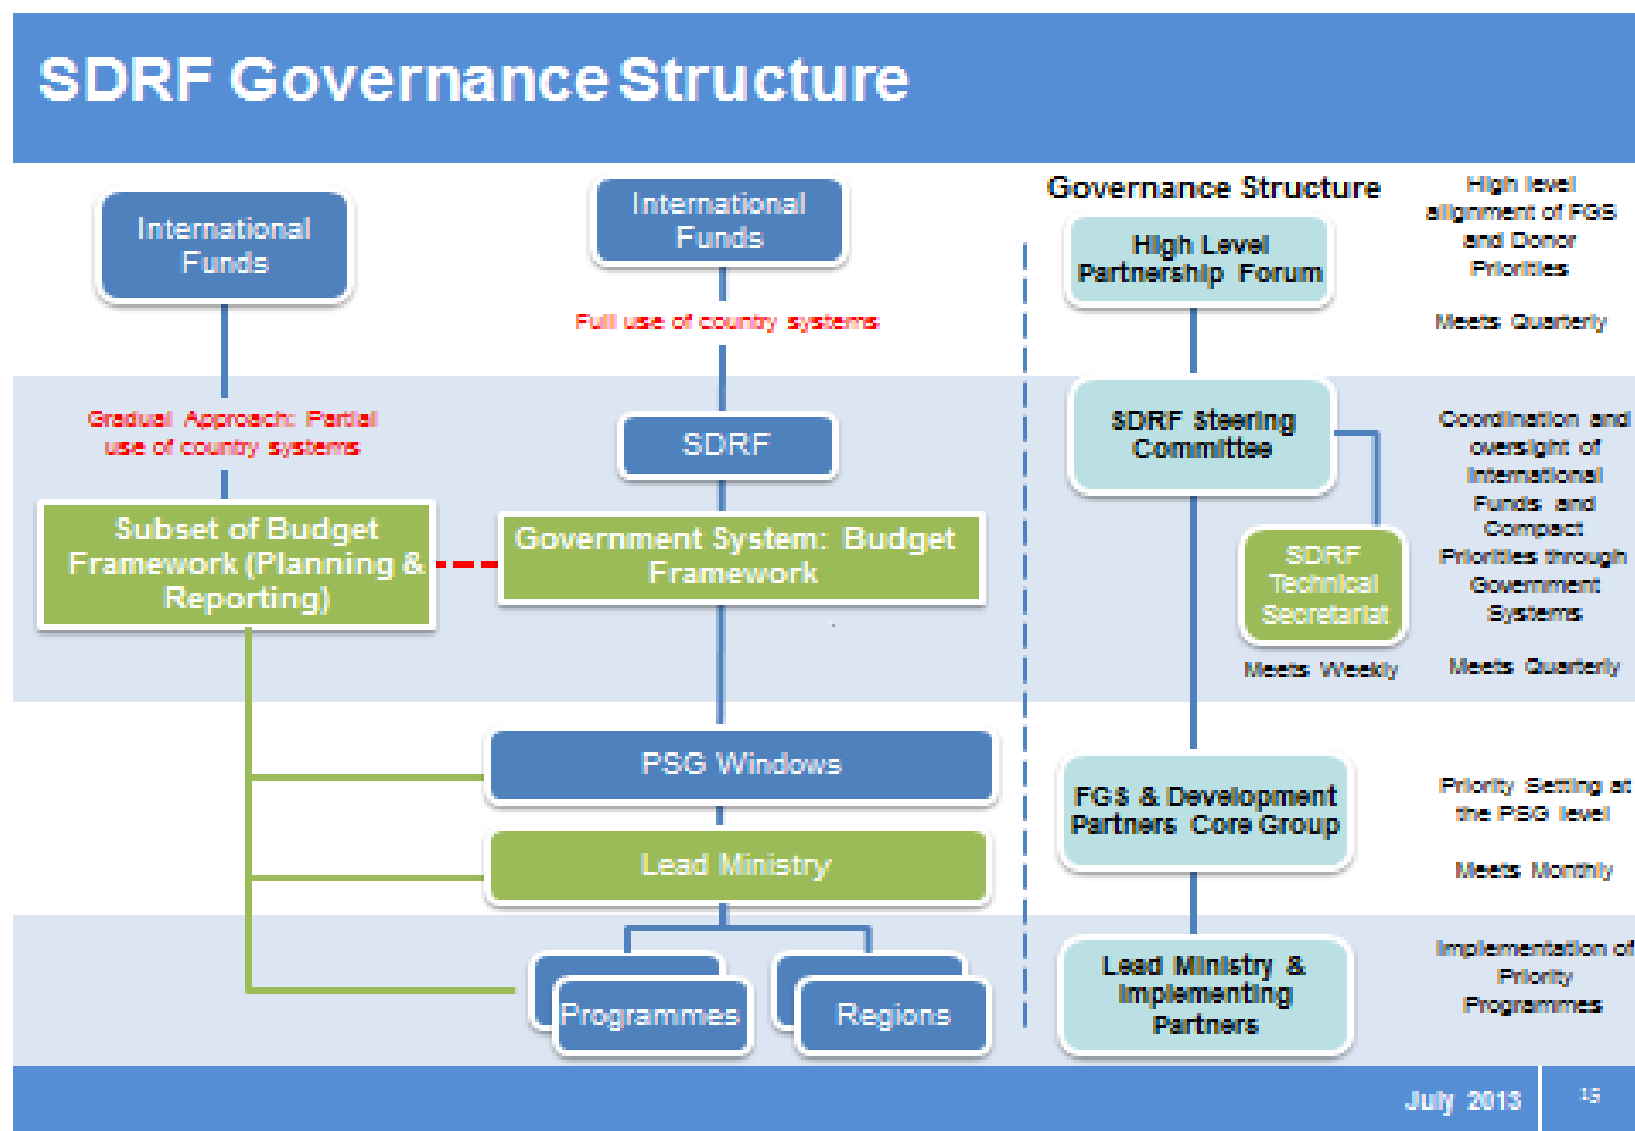 SDRF Governance Structure
International
Funds
Gradual Approach: Partial
use of country systems
Subset of Budget
Framework (Planning &
Reporting)
International
Funds
Full use of country systems
SDRF
Government System: Budget
Framework
PSG Windows
Lead Ministry
Programmes
Regions
Governance Structure
High Level
Partnership Forum
SDRF Steering
Committee
SDRF
Technical
Secretariat
Meets Weekly
FGS & Development
Partners Core Group
Lead Ministry &
Implementing
Partners
High level
alignment of FGS
and Donor
Priorities
Meets Quarterly
Coordination and
oversight of
International
Funds and
Compact
Priorities through
Government
Systems
Meets Quarterly
Priority Setting at
the PSG level
Meets Monthly
Implementation of
Priority
Programmes
July 2013
15